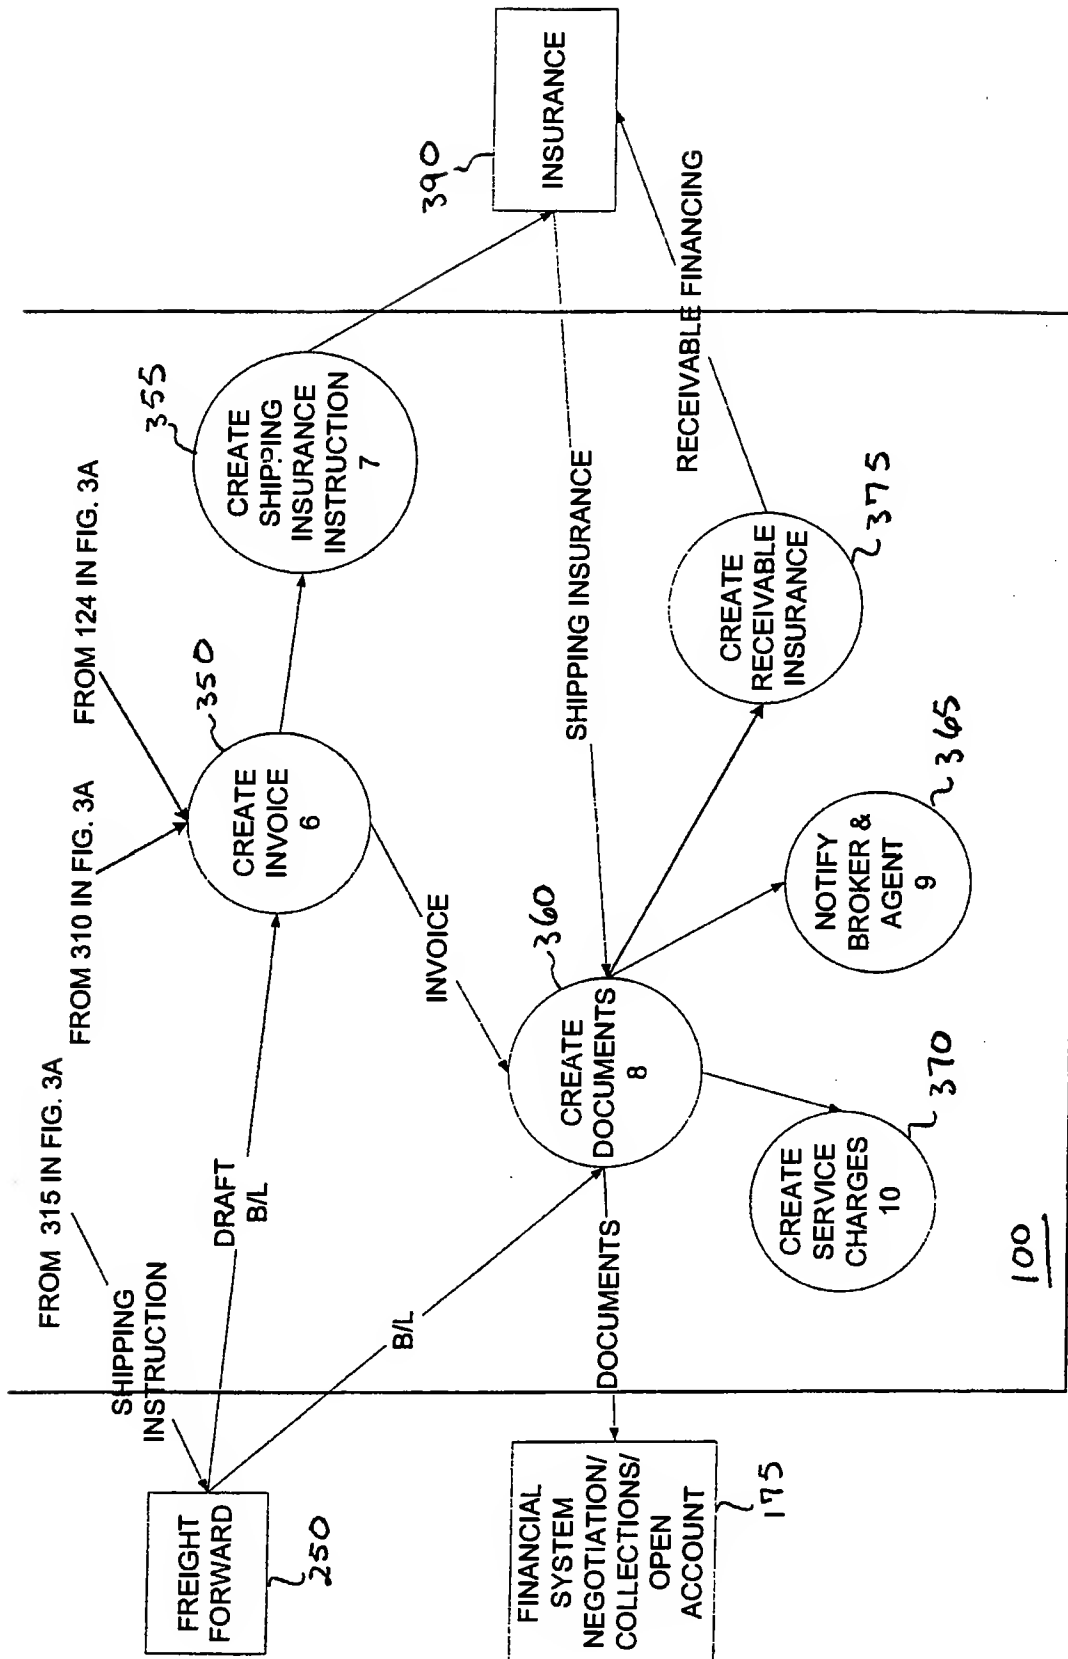 FROM 315 IN FIG. 3A
FROM 310 IN FIG. 3A
FROM 124 IN FIG. 3A
SHIPPING
INSTRUCTION
FREIGHT
FORWARD
250
DRAFT
B/L
B/L
CREATE
INVOICE
6
350
CREATE
SHIPPING
INSURANCE
INSTRUCTION
7
355
INSURANCE
390
INVOICE
SHIPPING INSURANCE
RECEIVABLE FINANCING
CREATE
DOCUMENTS
8
360
DOCUMENTS
FINANCIAL
SYSTEM
NEGOTIATION/
COLLECTIONS/
OPEN
ACCOUNT
175
CREATE
SERVICE
CHARGES
10
370
NOTIFY
BROKER &
AGENT
9
365
CREATE
RECEIVABLE
INSURANCE
375
100